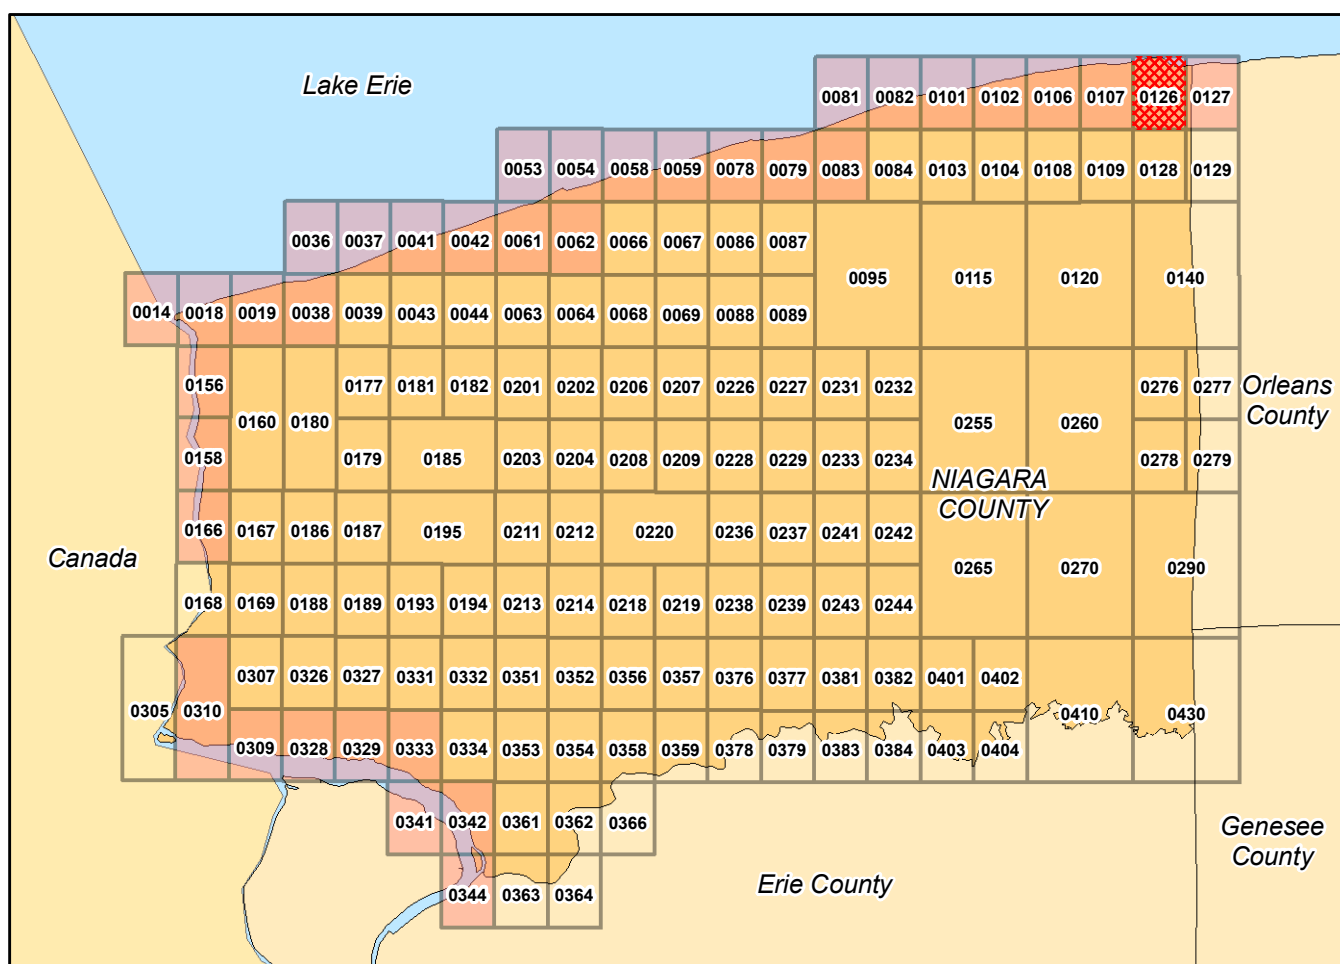 Lake Erie
0081 0082 0101 0102 0106 0107 0126 0127
0053 0054 0058 0059 0078 0079 0083 0084 0103 0104 0108 0109 0128 0129
0036 0037 0041 0042 0061 0062 0066 0067 0086 0087
0095 0115 0120 0140
0014 0018 0019 0038 0039 0043 0044 0063 0064 0068 0069 0088 0089
0156 0177 0181 0182 0201 0202 0206 0207 0226 0227 0231 0232 0276 0277
Orleans
County
0160 0180 0255 0260
0158 0179 0185 0203 0204 0208 0209 0228 0229 0233 0234 0278 0279
NIAGARA
COUNTY
0166 0167 0186 0187 0195 0211 0212 0220 0236 0237 0241 0242
Canada
0265 0270 0290
0168 0169 0188 0189 0193 0194 0213 0214 0218 0219 0238 0239 0243 0244
0307 0326 0327 0331 0332 0351 0352 0356 0357 0376 0377 0381 0382 0401 0402
0305 0310 0410 0430
0309 0328 0329 0333 0334 0353 0354 0358 0359 0378 0379 0383 0384 0403 0404
0341 0342 0361 0362 0366
Genesee
County
Erie County
0344 0363 0364